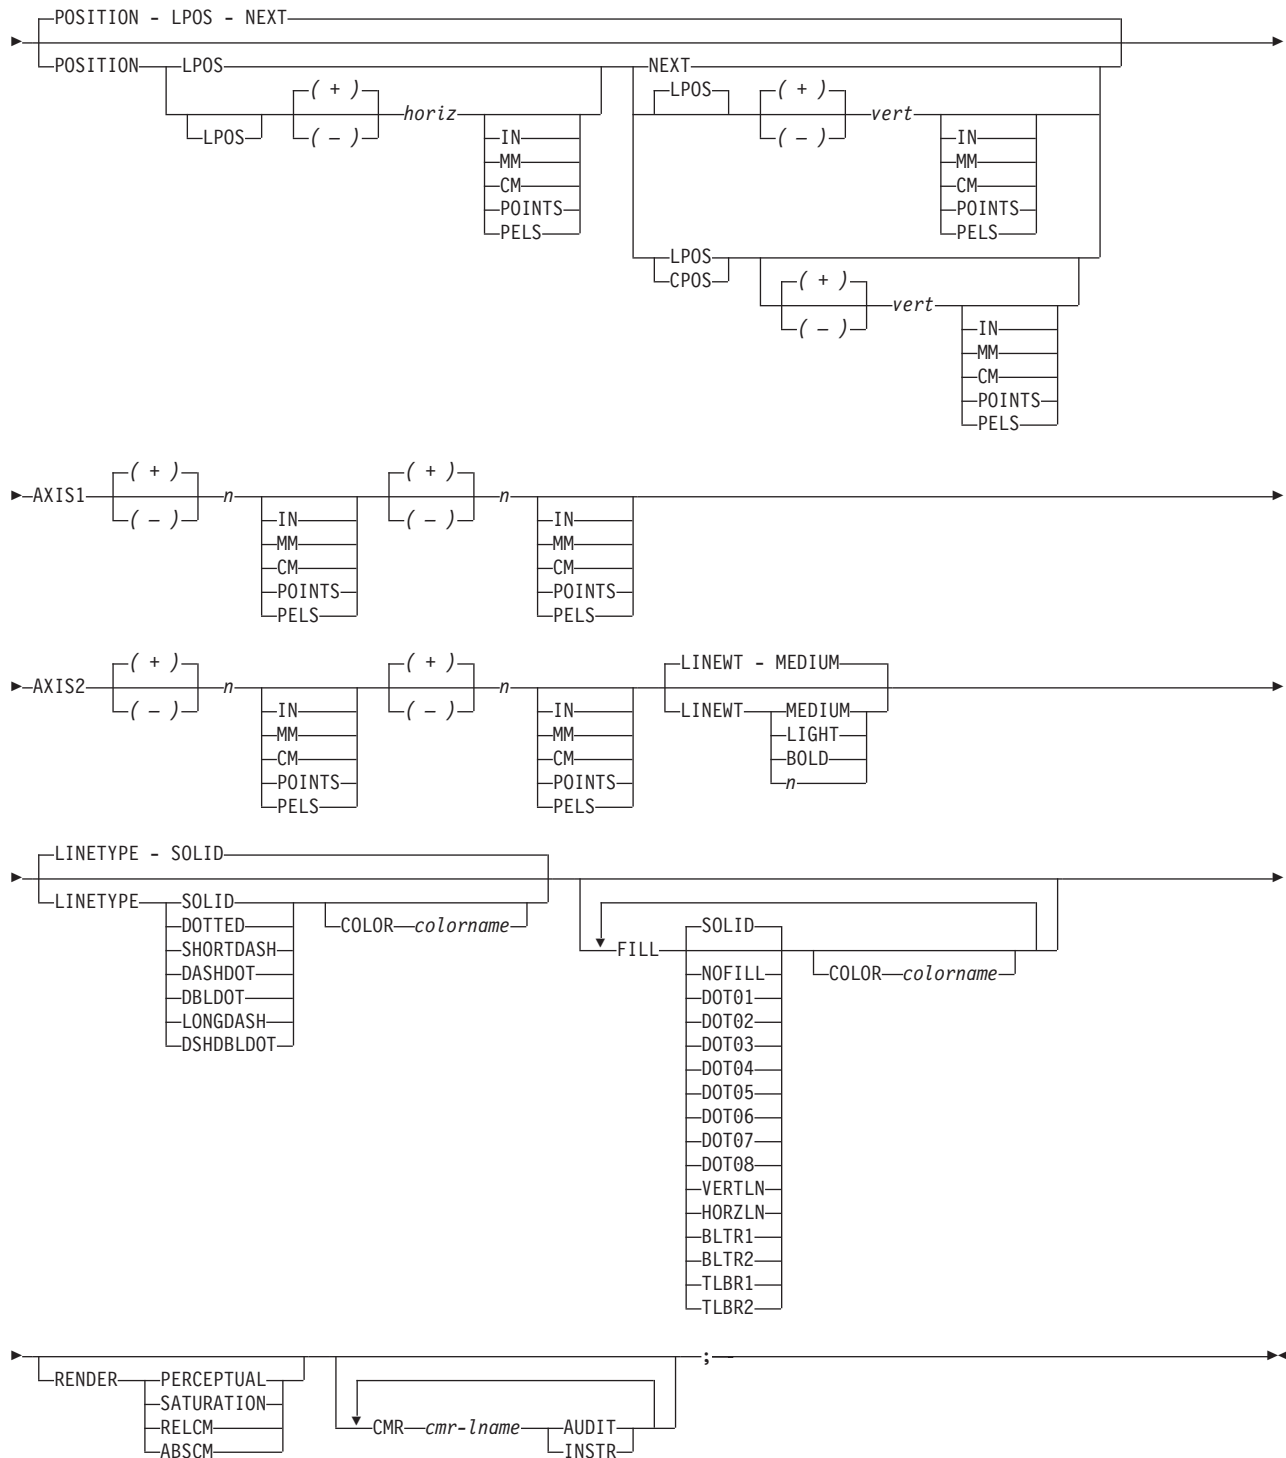 POSITION - LPOS - NEXT
POSITION LPOS NEXT
( + ) LPOS ( + )
horiz vert
LPOS ( – ) IN ( – ) IN
MM MM
CM CM
POINTS POINTS
PELS PELS
LPOS
CPOS ( + )
vert
( – ) IN
MM
CM
POINTS
PELS
( + ) ( + )
AXIS1 n n
( – ) IN ( – ) IN
MM MM
CM CM
POINTS POINTS
PELS PELS
( + ) ( + ) LINEWT - MEDIUM
AXIS2 n n
( – ) IN ( – ) IN LINEWT MEDIUM
MM MM LIGHT
CM CM BOLD
POINTS POINTS n
PELS PELS
LINETYPE - SOLID
LINETYPE SOLID
DOTTED COLOR colorname SOLID
SHORTDASH FILL
DASHDOT NOFILL COLOR colorname
DBLDOT DOT01
LONGDASH DOT02
DSHDBLDOT DOT03
DOT04
DOT05
DOT06
DOT07
DOT08
VERTLN
HORZLN
BLTR1
BLTR2
TLBR1
TLBR2
;
RENDER PERCEPTUAL
SATURATION
RELCM CMR cmr-lname AUDIT
ABSCM INSTR